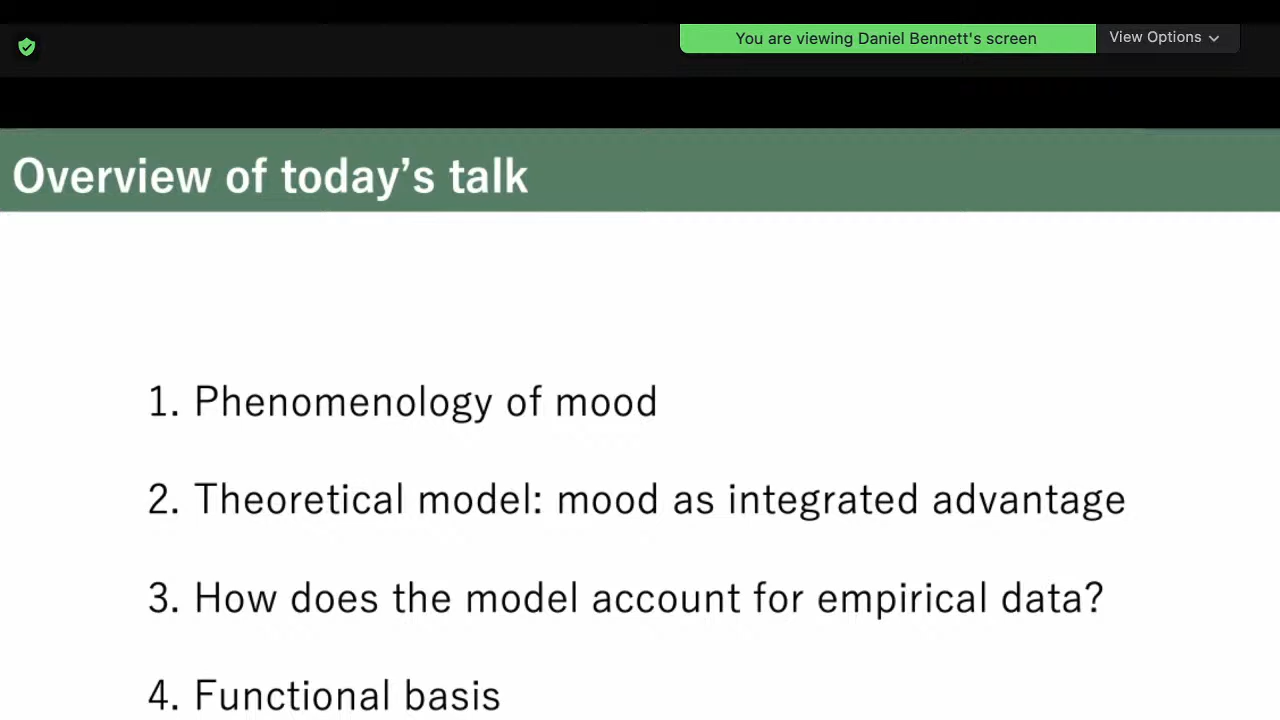 You are viewing Daniel Bennett's screen
View Options
Overview of today’s talk
1. Phenomenology of mood
2. Theoretical model: mood as integrated advantage
3. How does the model account for empirical data?
4. Functional basis